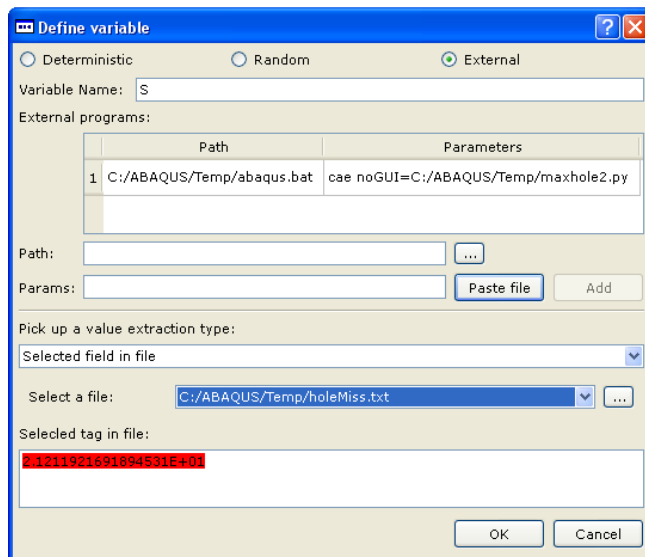 Define variable
Deterministic Random External
Variable Name: S
External programs:
Path Parameters
1 C:/ABAQUS/Temp/abaqus.bat cae noGUI=C:/ABAQUS/Temp/maxhole2.py
Path: ...
Params: Paste file Add
Pick up a value extraction type:
Selected field in file
Select a file: C:/ABAQUS/Temp/holeMiss.txt ...
Selecled tag in file:
2.1211921691894531E+01
OK Cancel